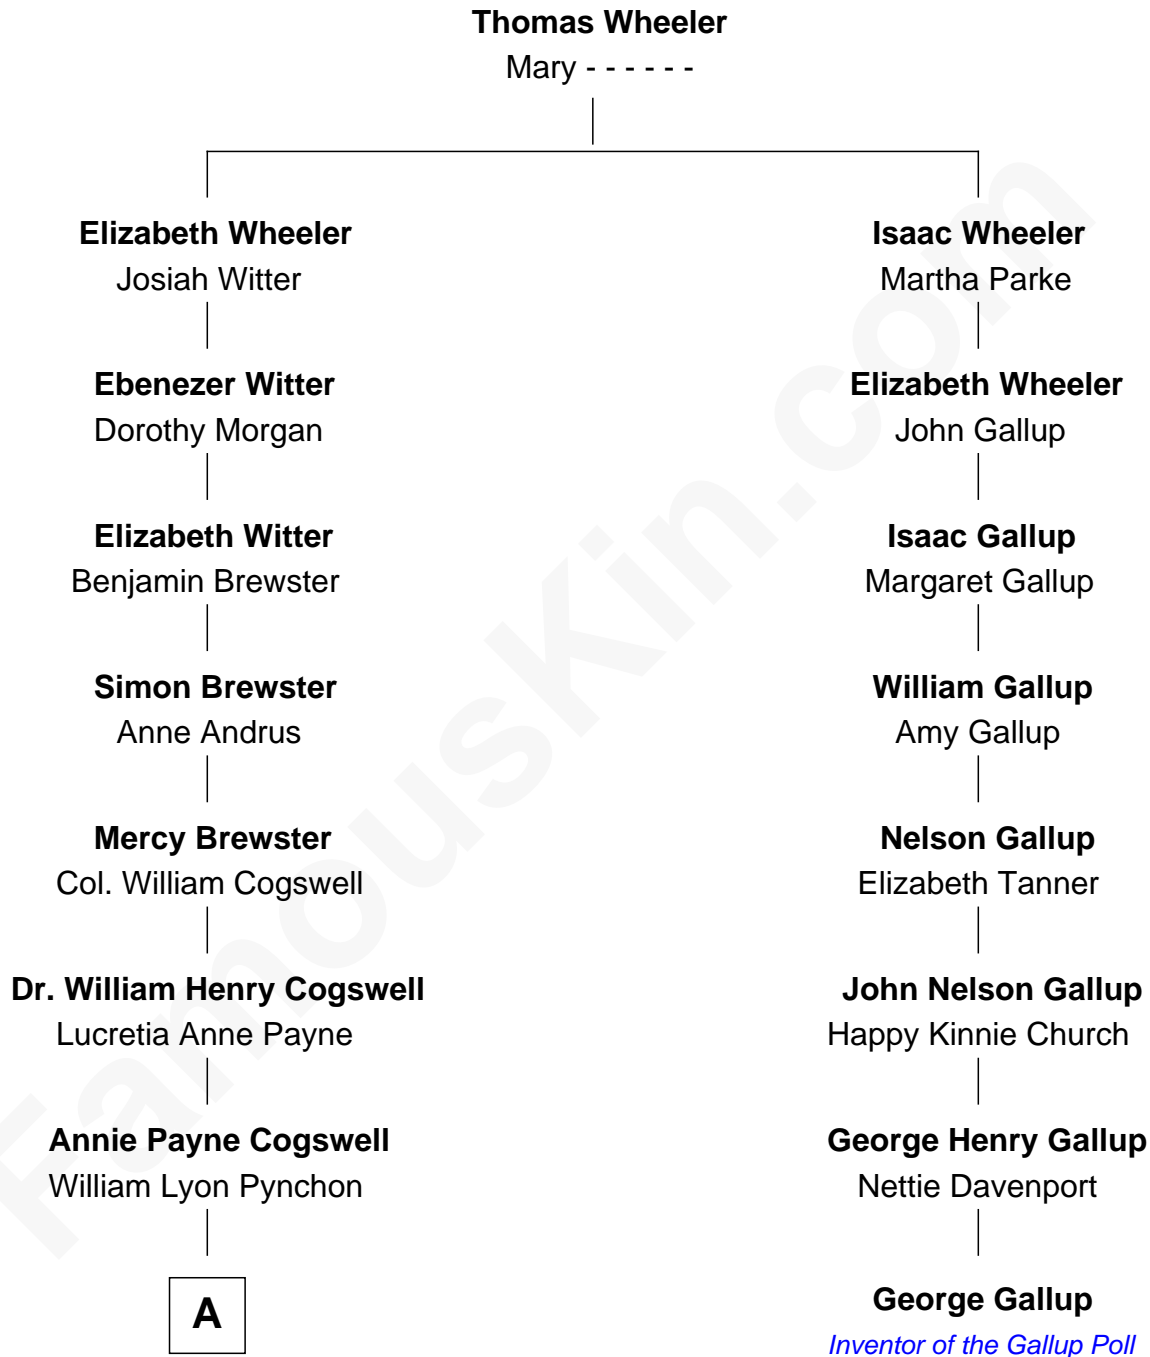 Thomas Wheeler
Mary - - - - - -
Elizabeth Wheeler
Josiah Witter
Ebenezer Witter
Dorothy Morgan
Elizabeth Witter
Benjamin Brewster
Simon Brewster
Anne Andrus
Mercy Brewster
Col. William Cogswell
Dr. William Henry Cogswell
Lucretia Anne Payne
Annie Payne Cogswell
William Lyon Pynchon
A
Isaac Wheeler
Martha Parke
Elizabeth Wheeler
John Gallup
Isaac Gallup
Margaret Gallup
William Gallup
Amy Gallup
Nelson Gallup
Elizabeth Tanner
John Nelson Gallup
Happy Kinnie Church
George Henry Gallup
Nettie Davenport
George Gallup
Inventor of the Gallup Poll
FamousKin.com